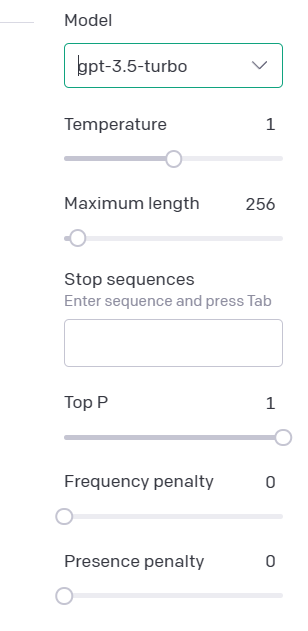 Model
gpt-3.5-turbo
Temperature 1
Maximum length 256
Stop sequences
Enter sequence and press Tab
Top P 1
Frequency penalty 0
Presence penalty 0